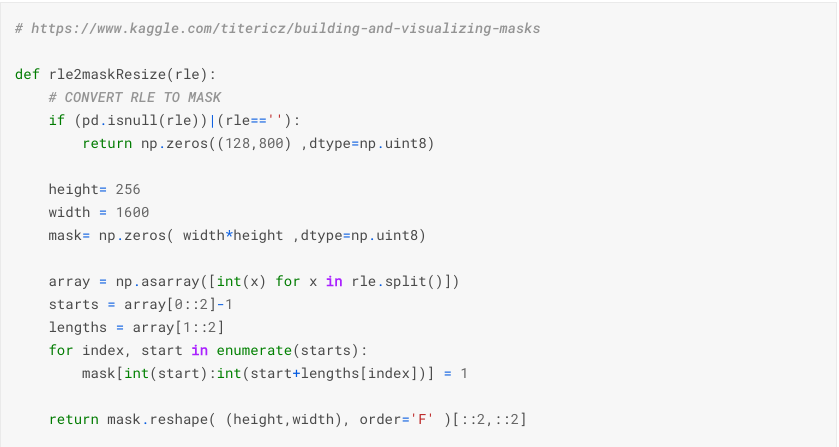 # https://www.kaggle.com/titericz/building-and-visualizing-masks

def rle2maskResize(rle):
    # CONVERT RLE TO MASK
    if (pd.isnull(rle))|(rle==''):
        return np.zeros((128,800) ,dtype=np.uint8)

    height= 256
    width = 1600
    mask= np.zeros( width*height ,dtype=np.uint8)

    array = np.asarray([int(x) for x in rle.split()])
    starts = array[0::2]-1
    lengths = array[1::2]
    for index, start in enumerate(starts):
        mask[int(start):int(start+lengths[index])] = 1

    return mask.reshape( (height,width), order='F' )[::2,::2]